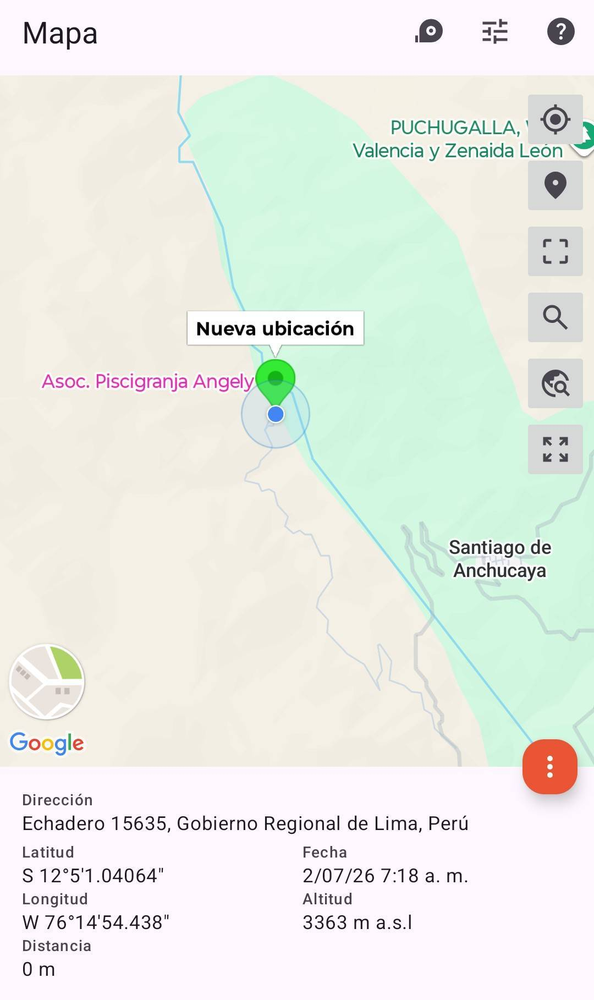 Mapa
PUCHUGALLA,
Valencia y Zenaida León
Nueva ubicación
Asoc. Piscigranja Angely
Santiago de
Anchucaya
Google
Dirección
Echadero 15635, Gobierno Regional de Lima, Perú
Latitud
S 12°5'1.04064"
Fecha
2/07/26 7:18 a. m.
Longitud
W 76°14'54.438"
Altitud
3363 m a.s.l
Distancia
0 m